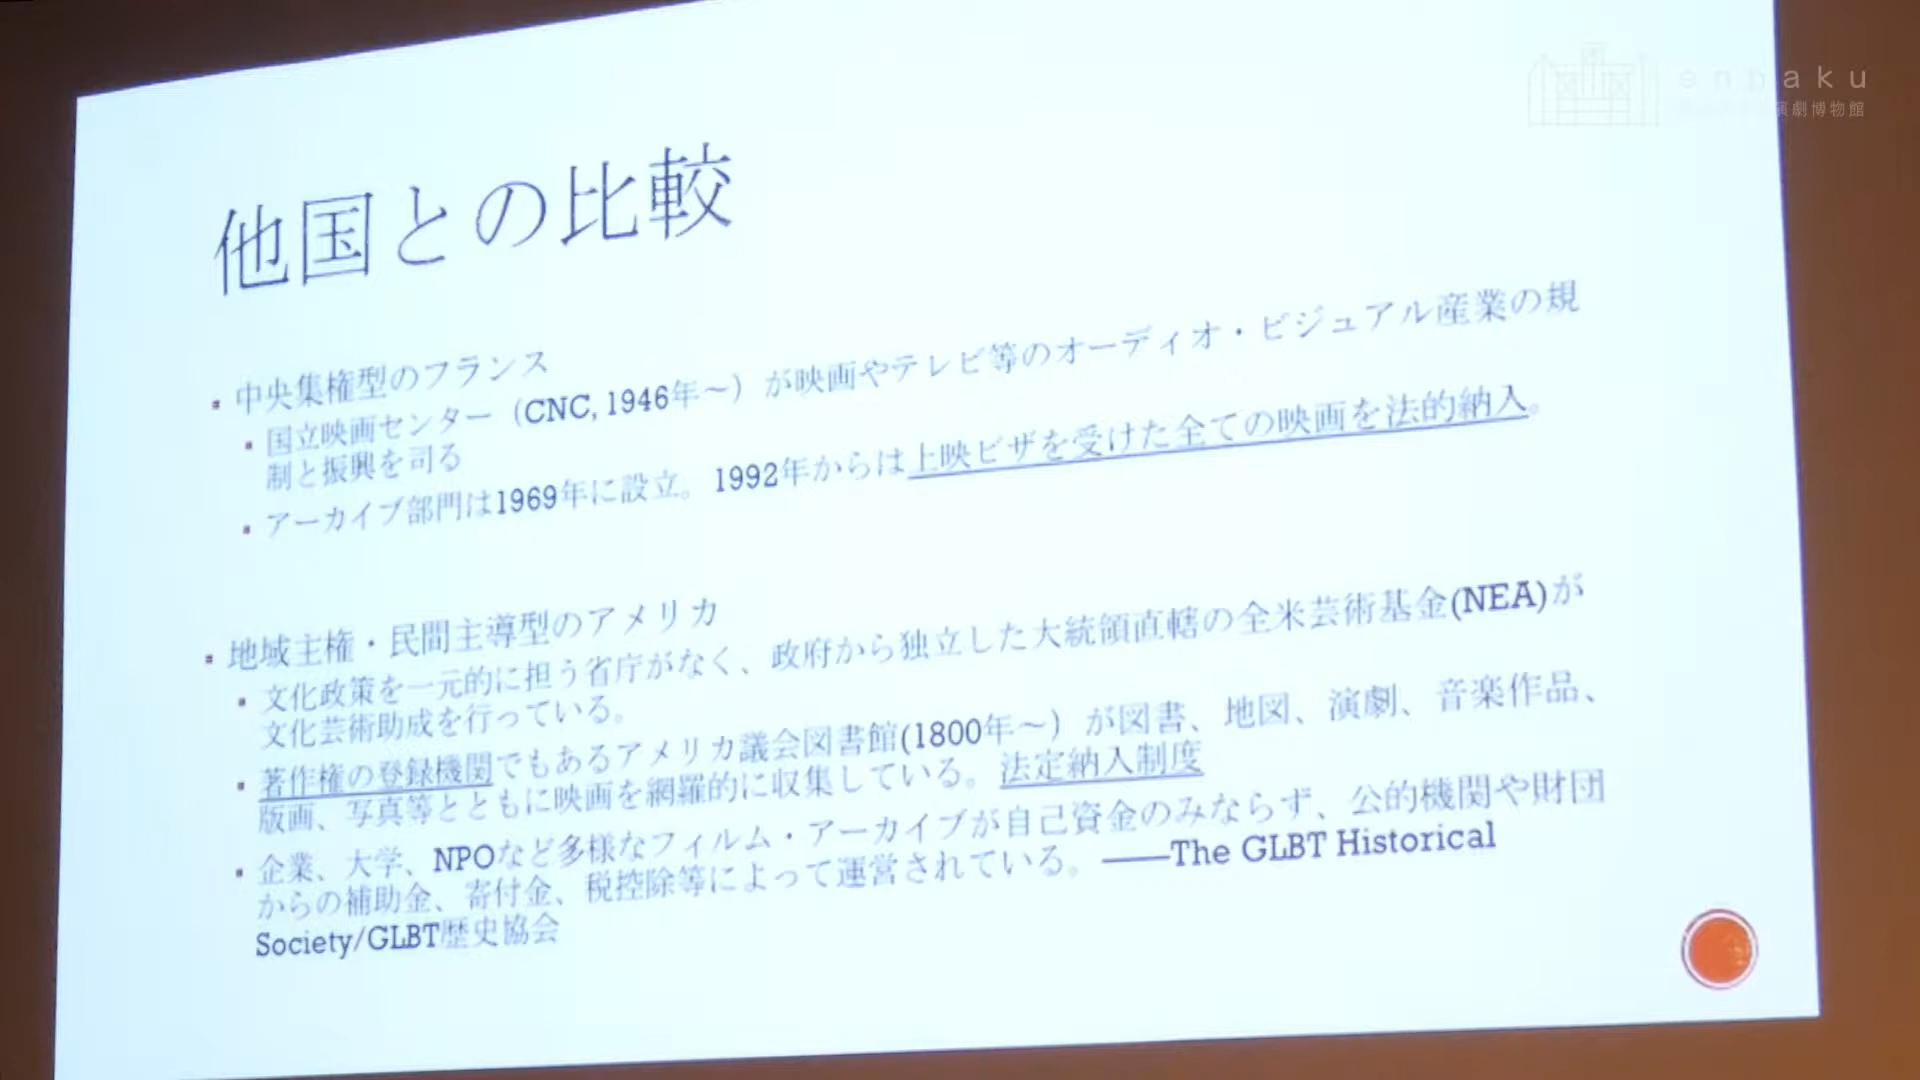 enpaku
演劇博物館
他国との比較
▪ 中央集権型のフランス
▪ 国立映画センター（CNC, 1946年～）が映画やテレビ等のオーディオ・ビジュアル産業の規
制と振興を司る
▪ アーカイブ部門は1969年に設立。1992年からは上映ビザを受けた全ての映画を法的納入。
▪ 地域主権・民間主導型のアメリカ
▪ 文化政策を一元的に担う省庁がなく、政府から独立した大統領直轄の全米芸術基金(NEA)が
文化芸術助成を行っている。
▪ 著作権の登録機関でもあるアメリカ議会図書館(1800年～）が図書、地図、演劇、音楽作品、
版画、写真等とともに映画を網羅的に収集している。法定納入制度
▪ 企業、大学、NPOなど多様なフィルム・アーカイブが自己資金のみならず、公的機関や財団
からの補助金、寄付金、税控除等によって運営されている。――The GLBT Historical
Society/GLBT歴史協会